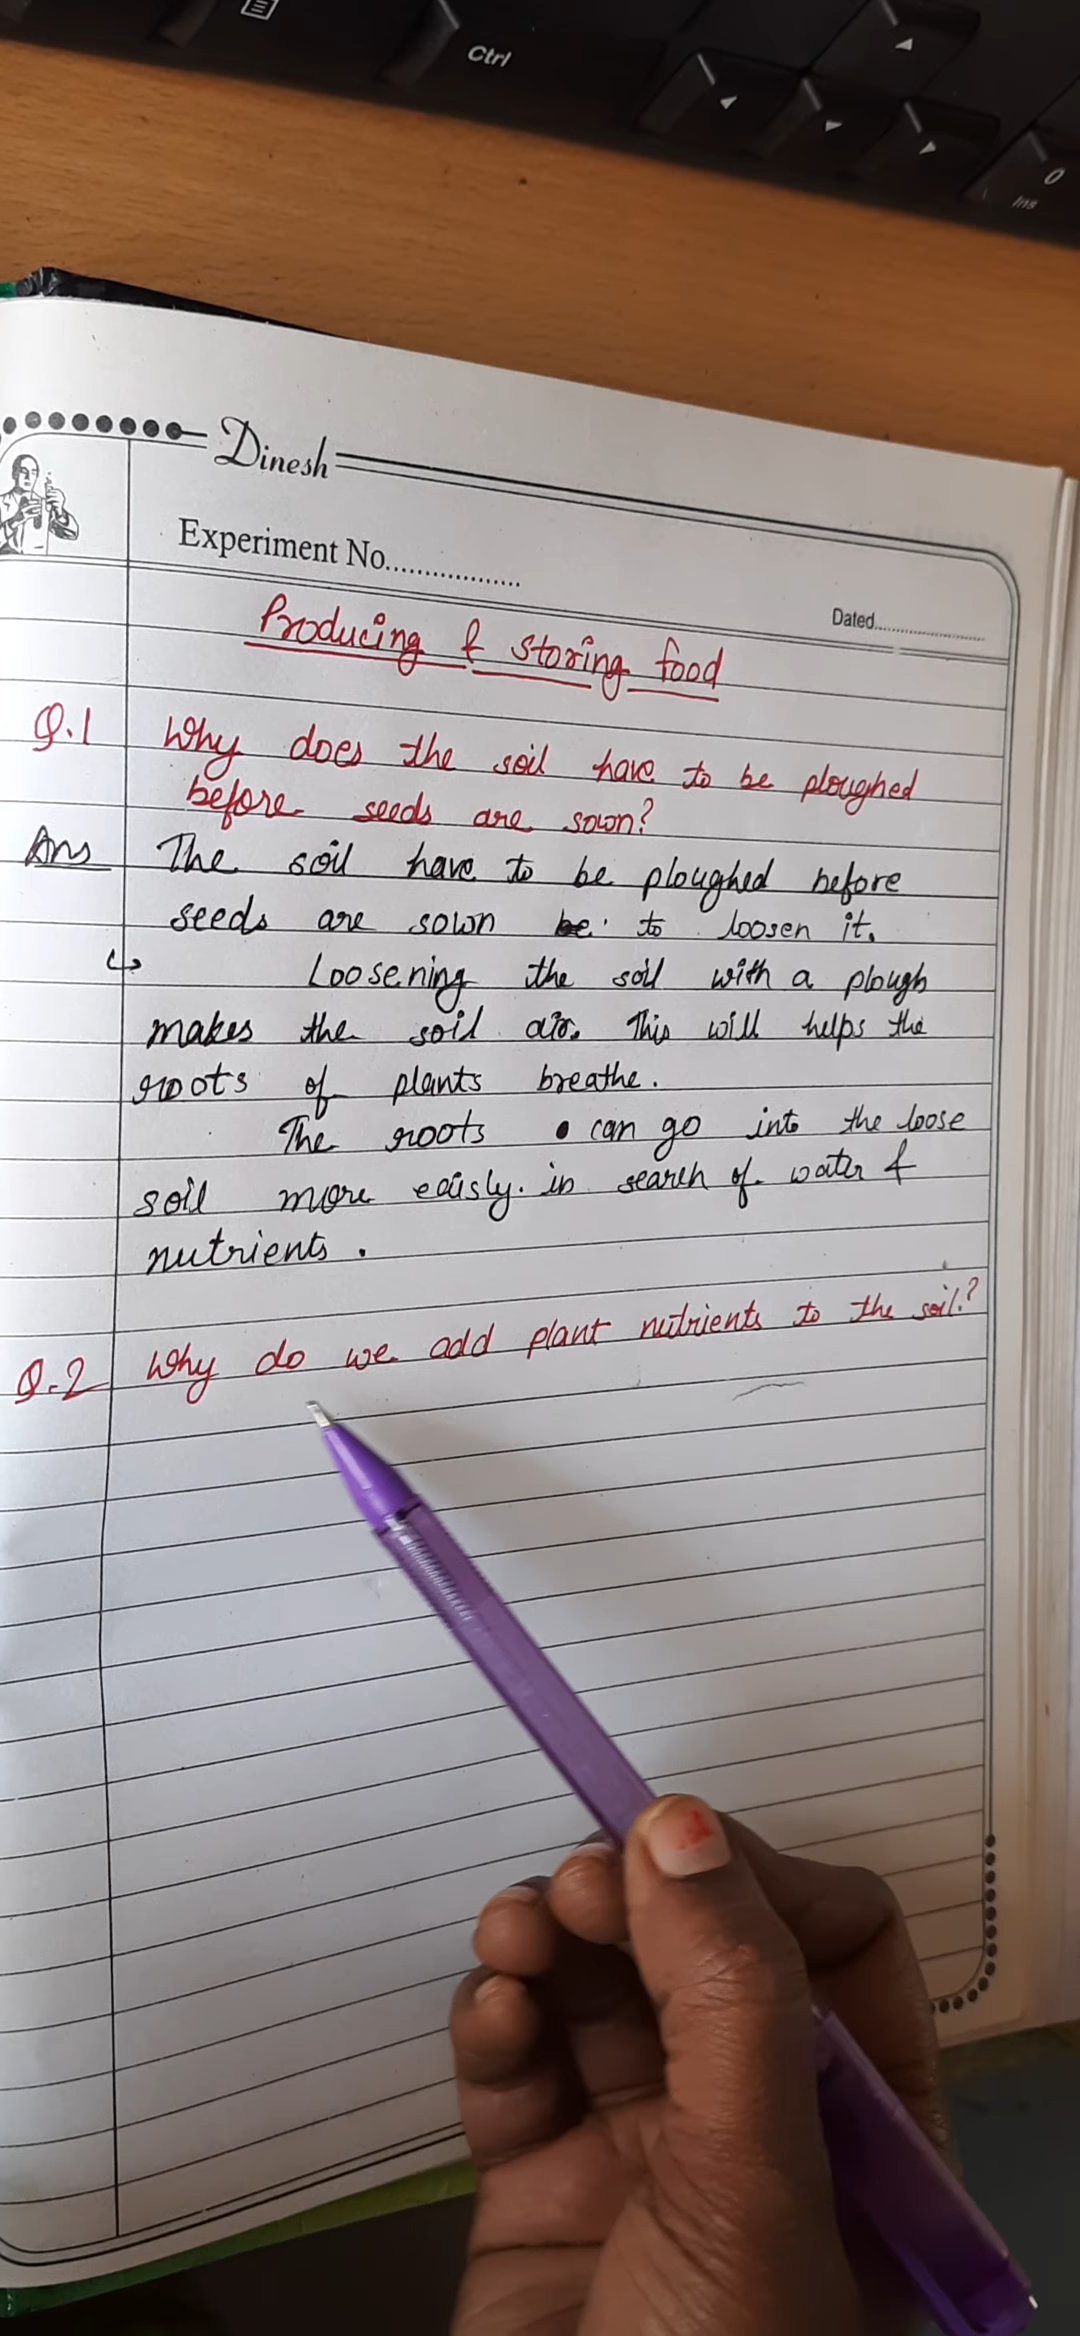 Ctrl
0
Ins
Dinesh
Experiment No...................
Dated...........................
Producing & storing food
Q.1 Why does the soil have to be ploughed
before seeds are sown?
Ans The soil have to be ploughed before
seeds are sown to loosen it.
Loosening the soil with a plough
makes the soil air. This will helps the
roots of plants breathe.
The roots can go into the loose
soil more eaisly. in search of water &
nutrients.
Q.2 Why do we add plant nutrients to the soil?